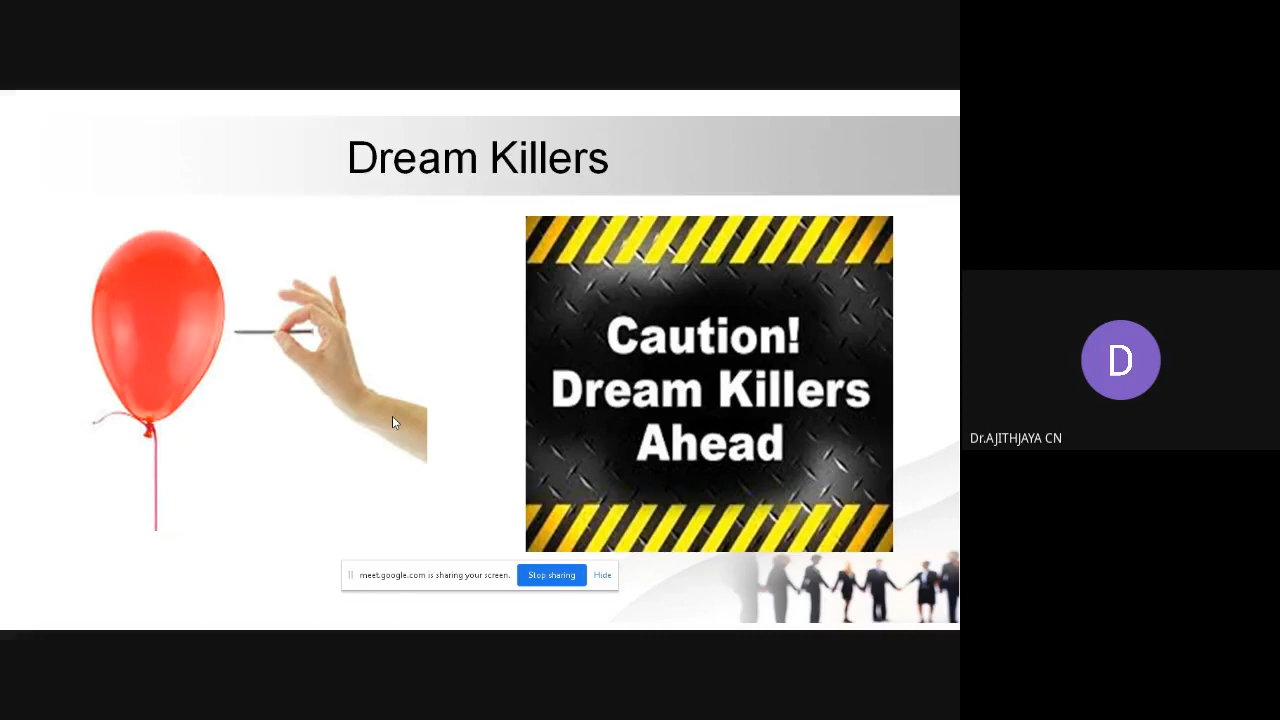 Dream Killers
Caution!
Dream Killers
Ahead
meet.google.com is sharing your screen.
Stop sharing
Hide
D
Dr.AJITHJAYA CN